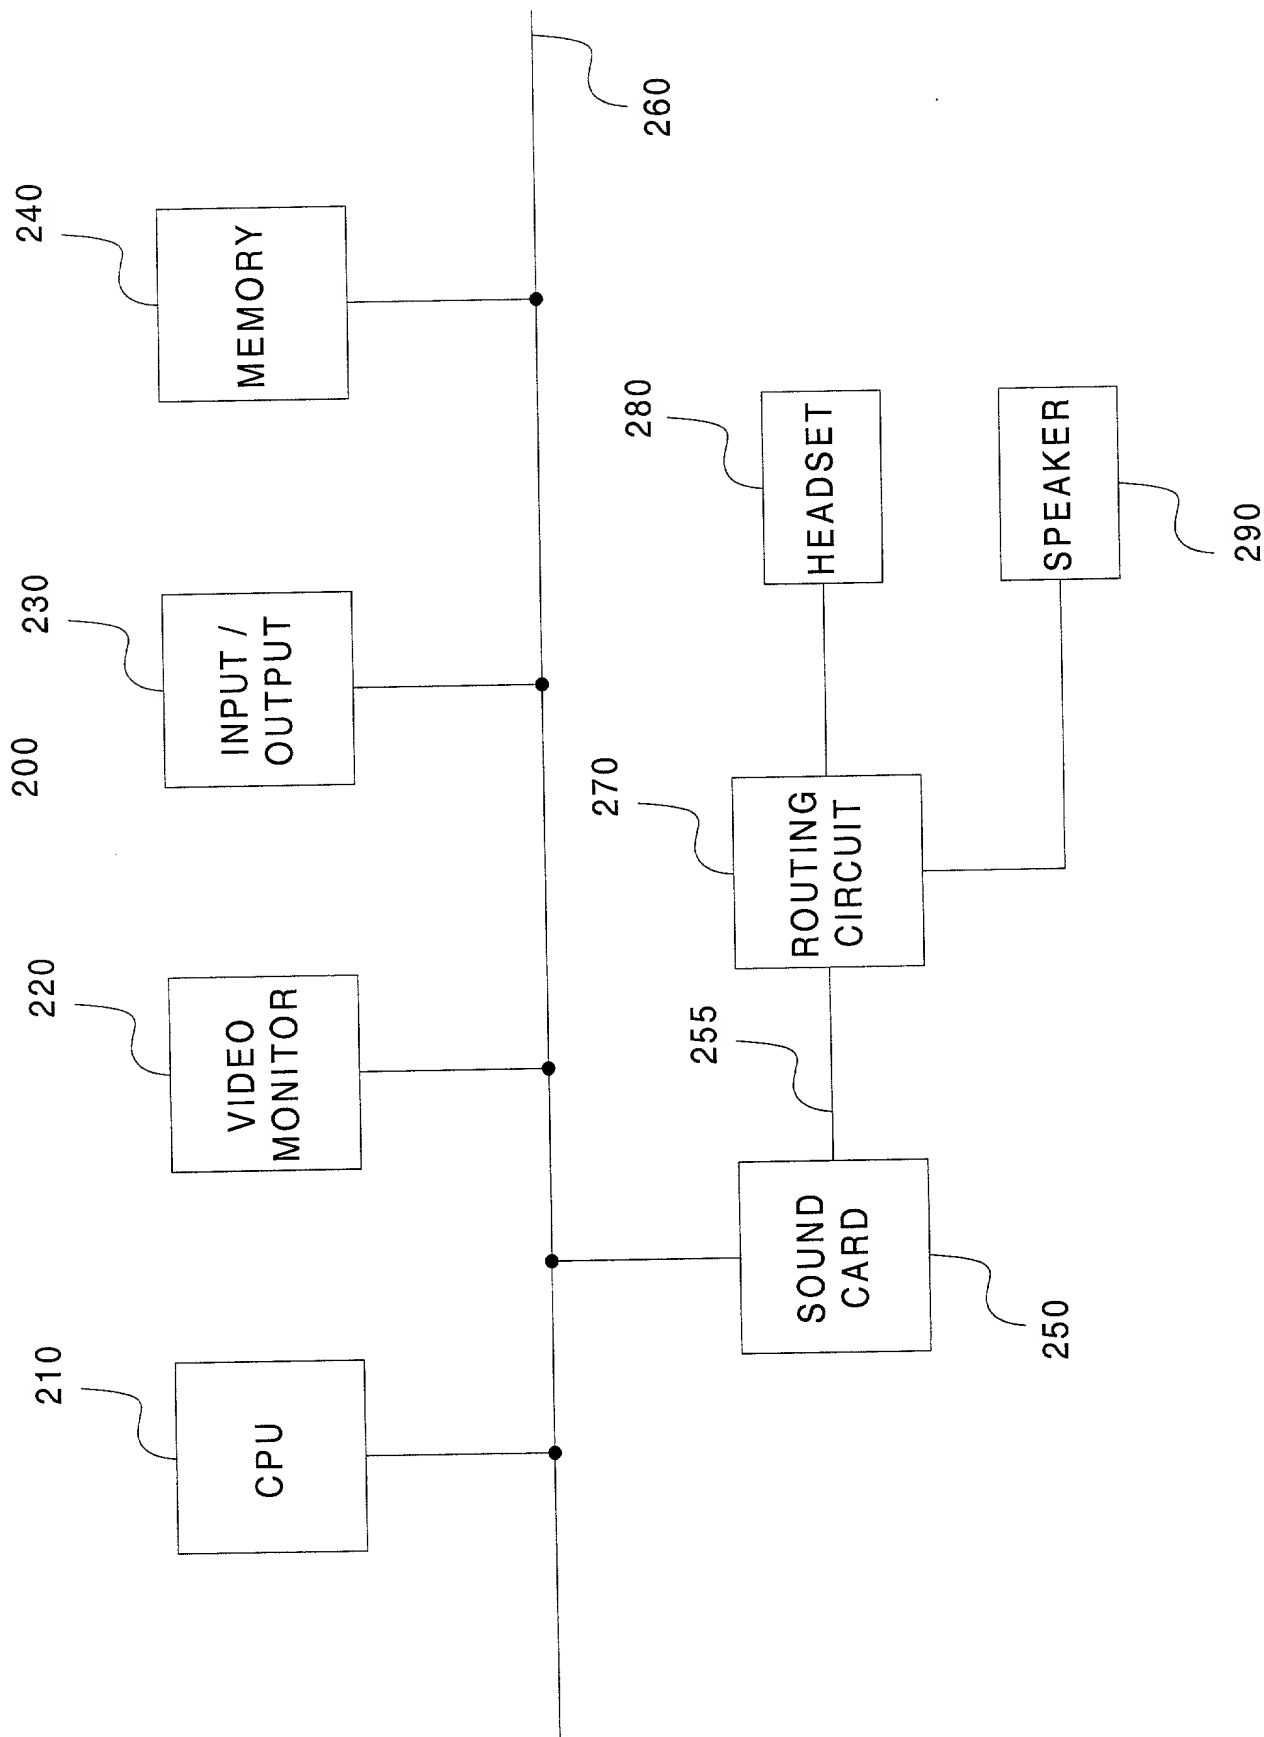 200
210
220
230
240
CPU
VIDEO
MONITOR
INPUT /
OUTPUT
MEMORY
260
255
270
280
SOUND
CARD
ROUTING
CIRCUIT
HEADSET
SPEAKER
250
290